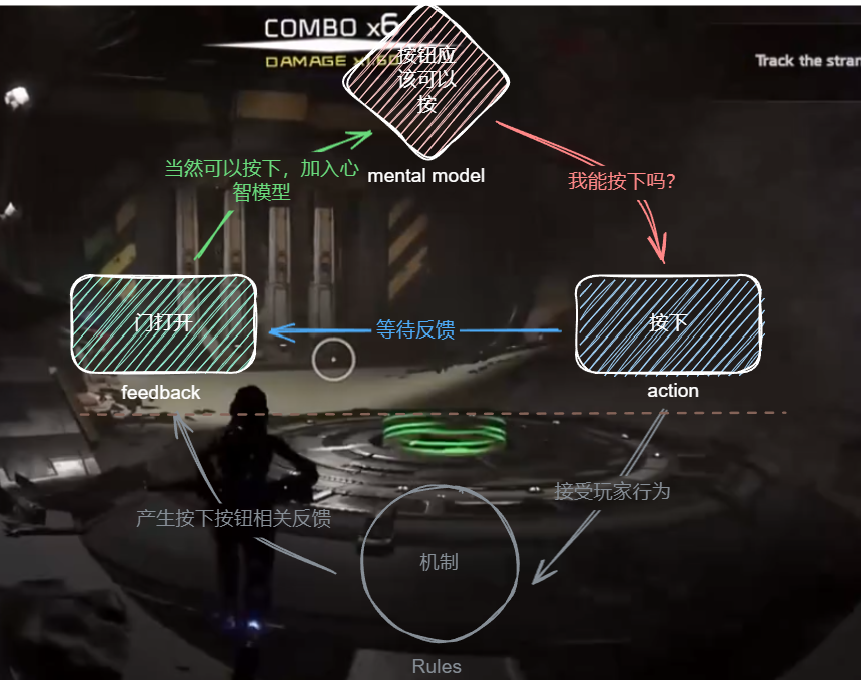 COMBO x6
DAMAGE x1.60
Track the stran
按钮应
该可以
按
mental model
当然可以按下，加入心
智模型
我能按下吗?
门打开
等待反馈
按下
feedback
action
接受玩家行为
产生按下按钮相关反馈
机制
Rules